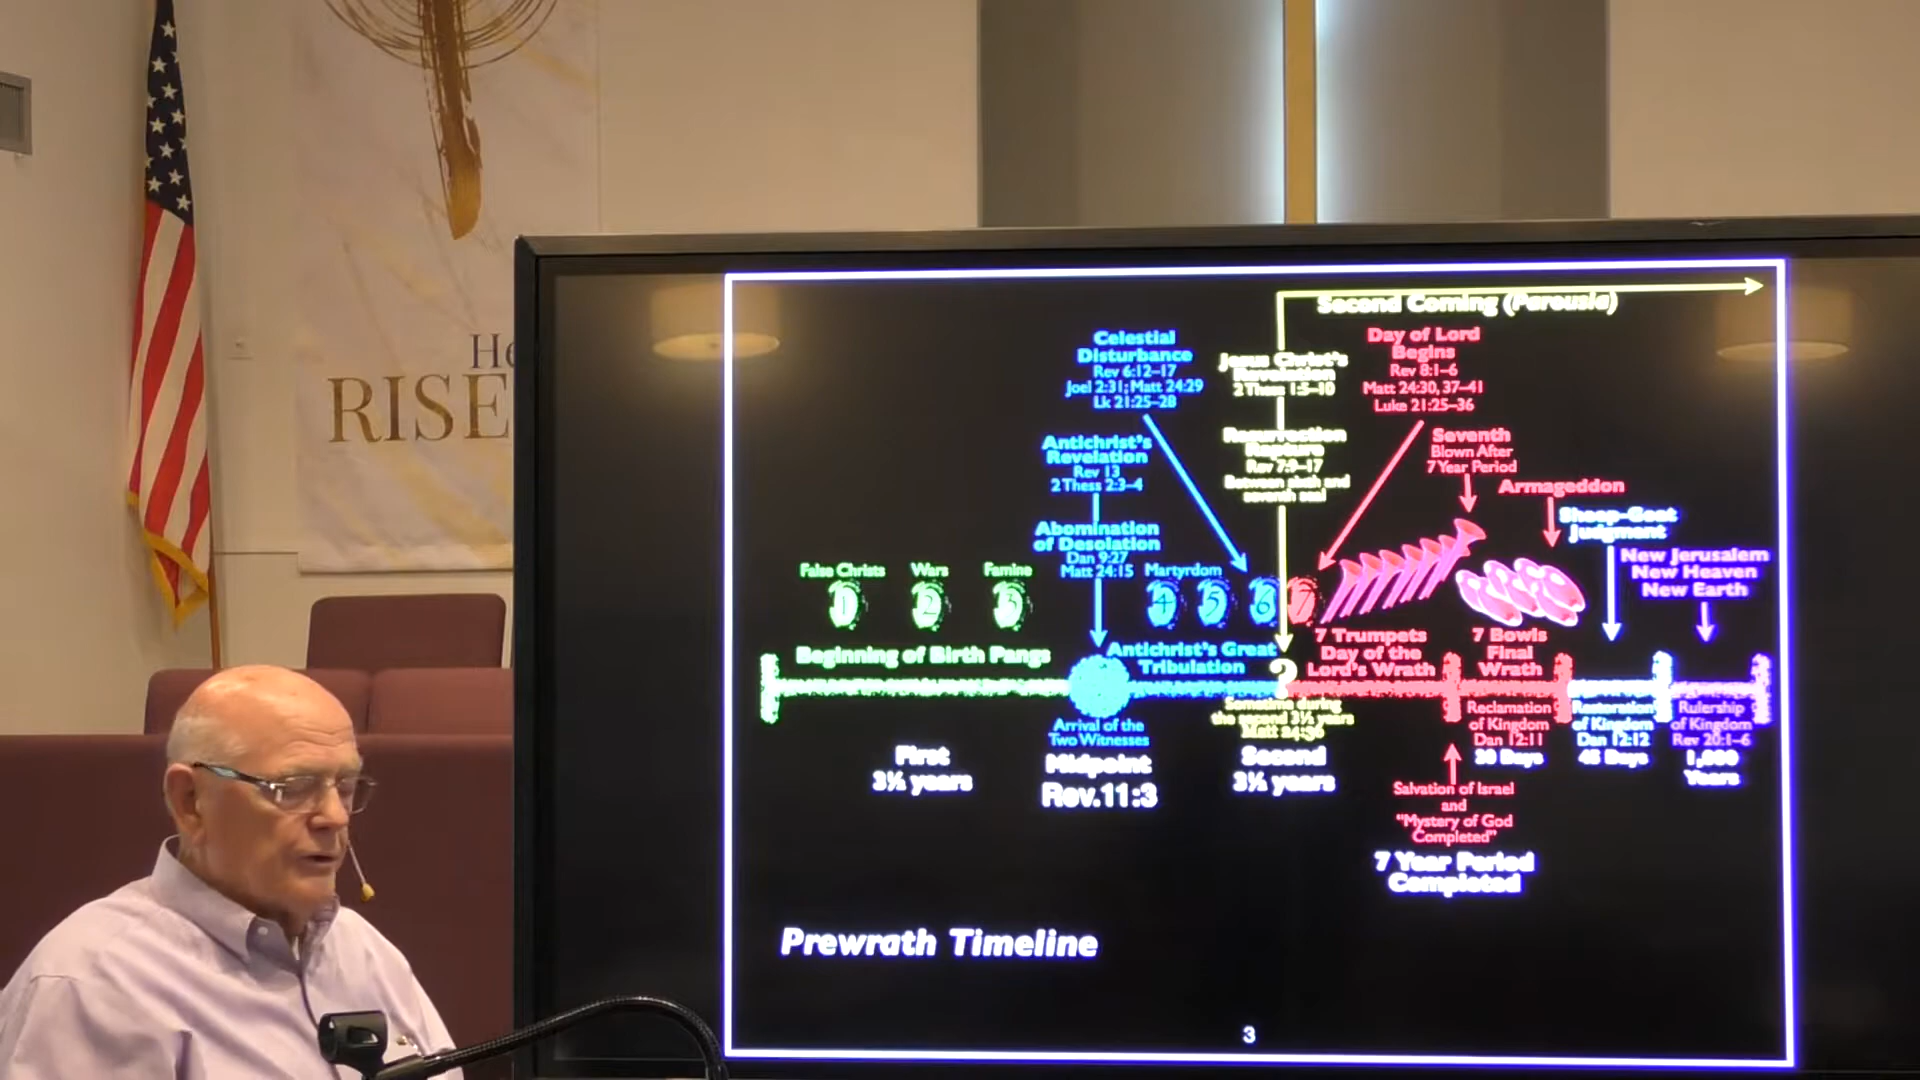 He
RISE
Second Coming (Parousia)
Celestial
Disturbance
Rev 6:12–17
Joel 2:31; Matt 24:29
Lk 21:25–28
Jesus Christ's
Revelation
2 Thess 1:5–10
Day of Lord
Begins
Rev 8:1–6
Matt 24:30, 37–41
Luke 21:25–36
Antichrist's
Revelation
Rev 13
2 Thess 2:3–4
Resurrection
Rapture
Rev 7:9–17
Between sixth and
seventh seal
Seventh
Blown After
7 Year Period
Armageddon
Sheep-Goat
Judgment
Abomination
of Desolation
Dan 9:27
Matt 24:15
New Jerusalem
New Heaven
New Earth
False Christs
Wars
Famine
Martyrdom
1
2
3
4
5
6
7
Beginning of Birth Pangs
Antichrist's Great
Tribulation
?
7 Trumpets
Day of the
Lord's Wrath
7 Bowls
Final
Wrath
Arrival of the
Two Witnesses
Sometime during
the second 3½ years
Matt 24:36
Reclamation
of Kingdom
Dan 12:11
30 Days
Restoration
of Kingdom
Dan 12:12
45 Days
Rulership
of Kingdom
Rev 20:1–6
1,000
Years
First
3½ years
Midpoint
Rev.11:3
Second
3½ years
Salvation of Israel
and
"Mystery of God
Completed"
7 Year Period
Completed
Prewrath Timeline
3